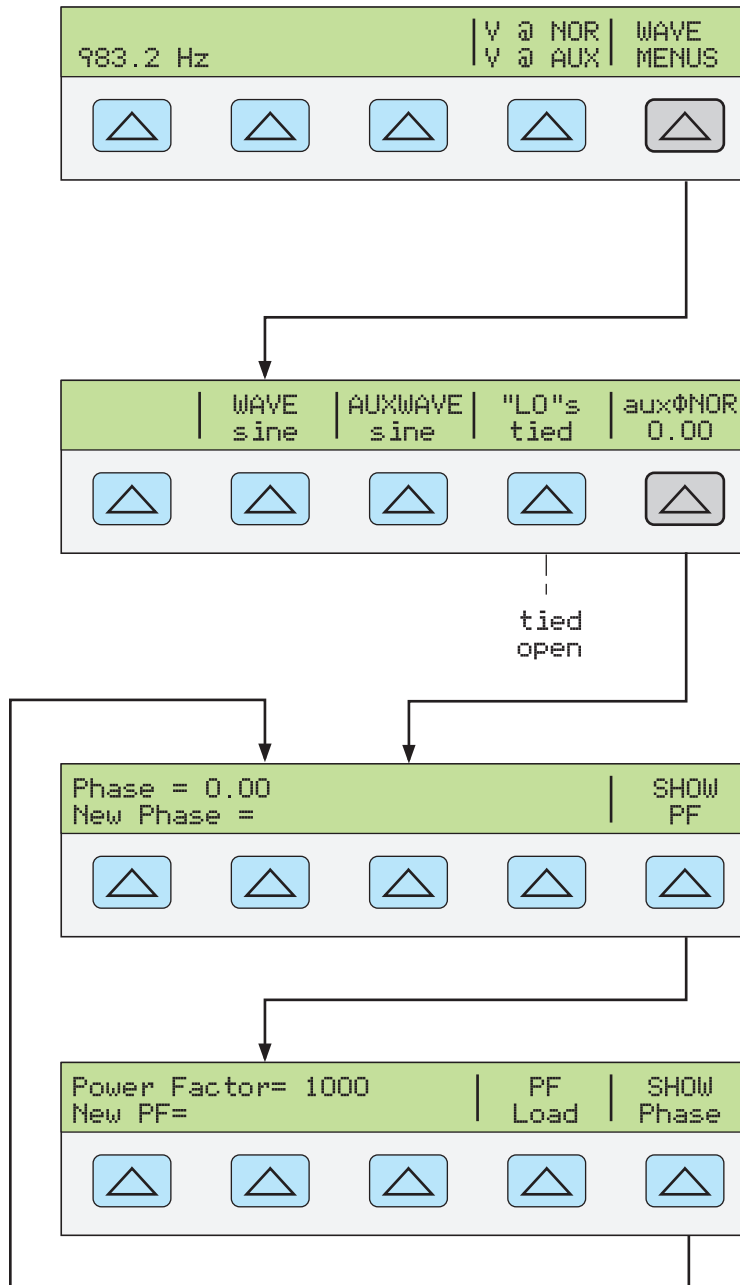 V @ NOR WAVE
983.2 Hz V @ AUX MENUS
WAVE AUXWAVE "LO"s auxΦNOR
sine sine tied 0.00
tied
open
Phase = 0.00 SHOW
New Phase = PF
Power Factor= 1000 PF SHOW
New PF= Load Phase